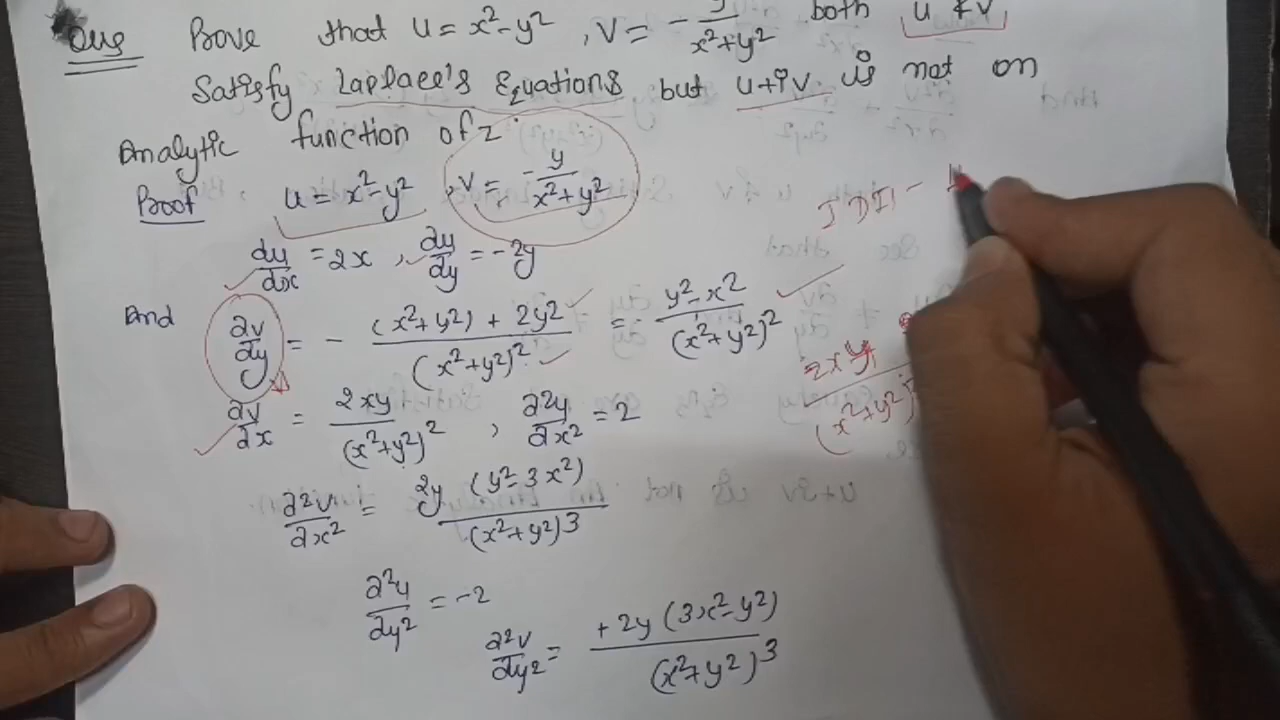 Ques Prove that u = x²-y² , v = - y/x²+y² both u & v
Satisfy Laplace's Equations but u+iv is not on
Analytic function of z.
Proof u = x²-y² , v = - y/x²+y²
∂u/∂x = 2x , ∂u/∂y = -2y
And ∂v/∂y = - (x²+y²) + 2y²/(x²+y²)² = y²-x²/(x²+y²)²
∂v/∂x = 2xy/(x²+y²)² , ∂²u/∂x² = 2
2xy/(x²+y²)
∂²v/∂x² = 2y (y²-3x²)/(x²+y²)³
∂²u/∂y² = -2
∂²v/∂y² = +2y (3x²-y²)/(x²+y²)³